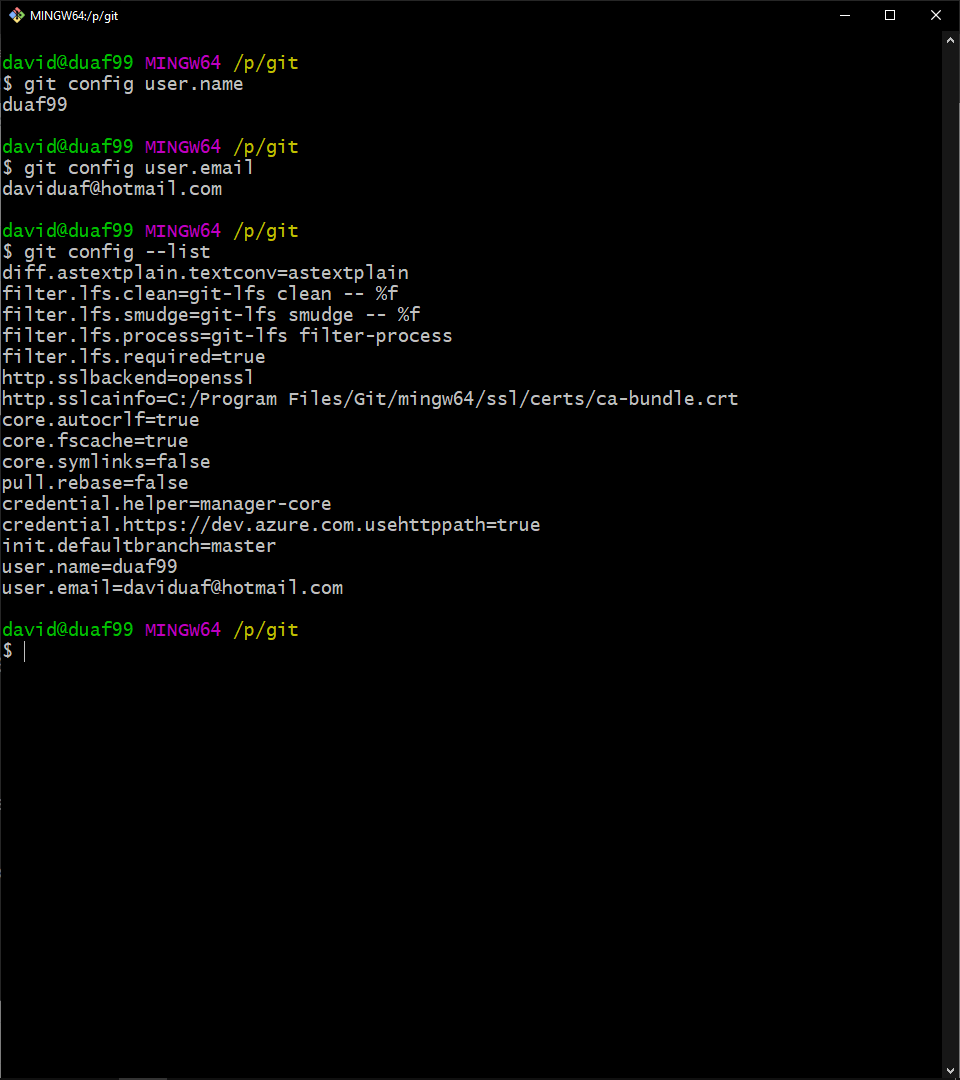 MINGW64:/p/git
david@duaf99 MINGW64 /p/git
$ git config user.name
duaf99
david@duaf99 MINGW64 /p/git
$ git config user.email
daviduaf@hotmail.com
david@duaf99 MINGW64 /p/git
$ git config --list
diff.astextplain.textconv=astextplain
filter.lfs.clean=git-lfs clean -- %f
filter.lfs.smudge=git-lfs smudge -- %f
filter.lfs.process=git-lfs filter-process
filter.lfs.required=true
http.sslbackend=openssl
http.sslcainfo=C:/Program Files/Git/mingw64/ssl/certs/ca-bundle.crt
core.autocrlf=true
core.fscache=true
core.symlinks=false
pull.rebase=false
credential.helper=manager-core
credential.https://dev.azure.com.usehttppath=true
init.defaultbranch=master
user.name=duaf99
user.email=daviduaf@hotmail.com
david@duaf99 MINGW64 /p/git
$